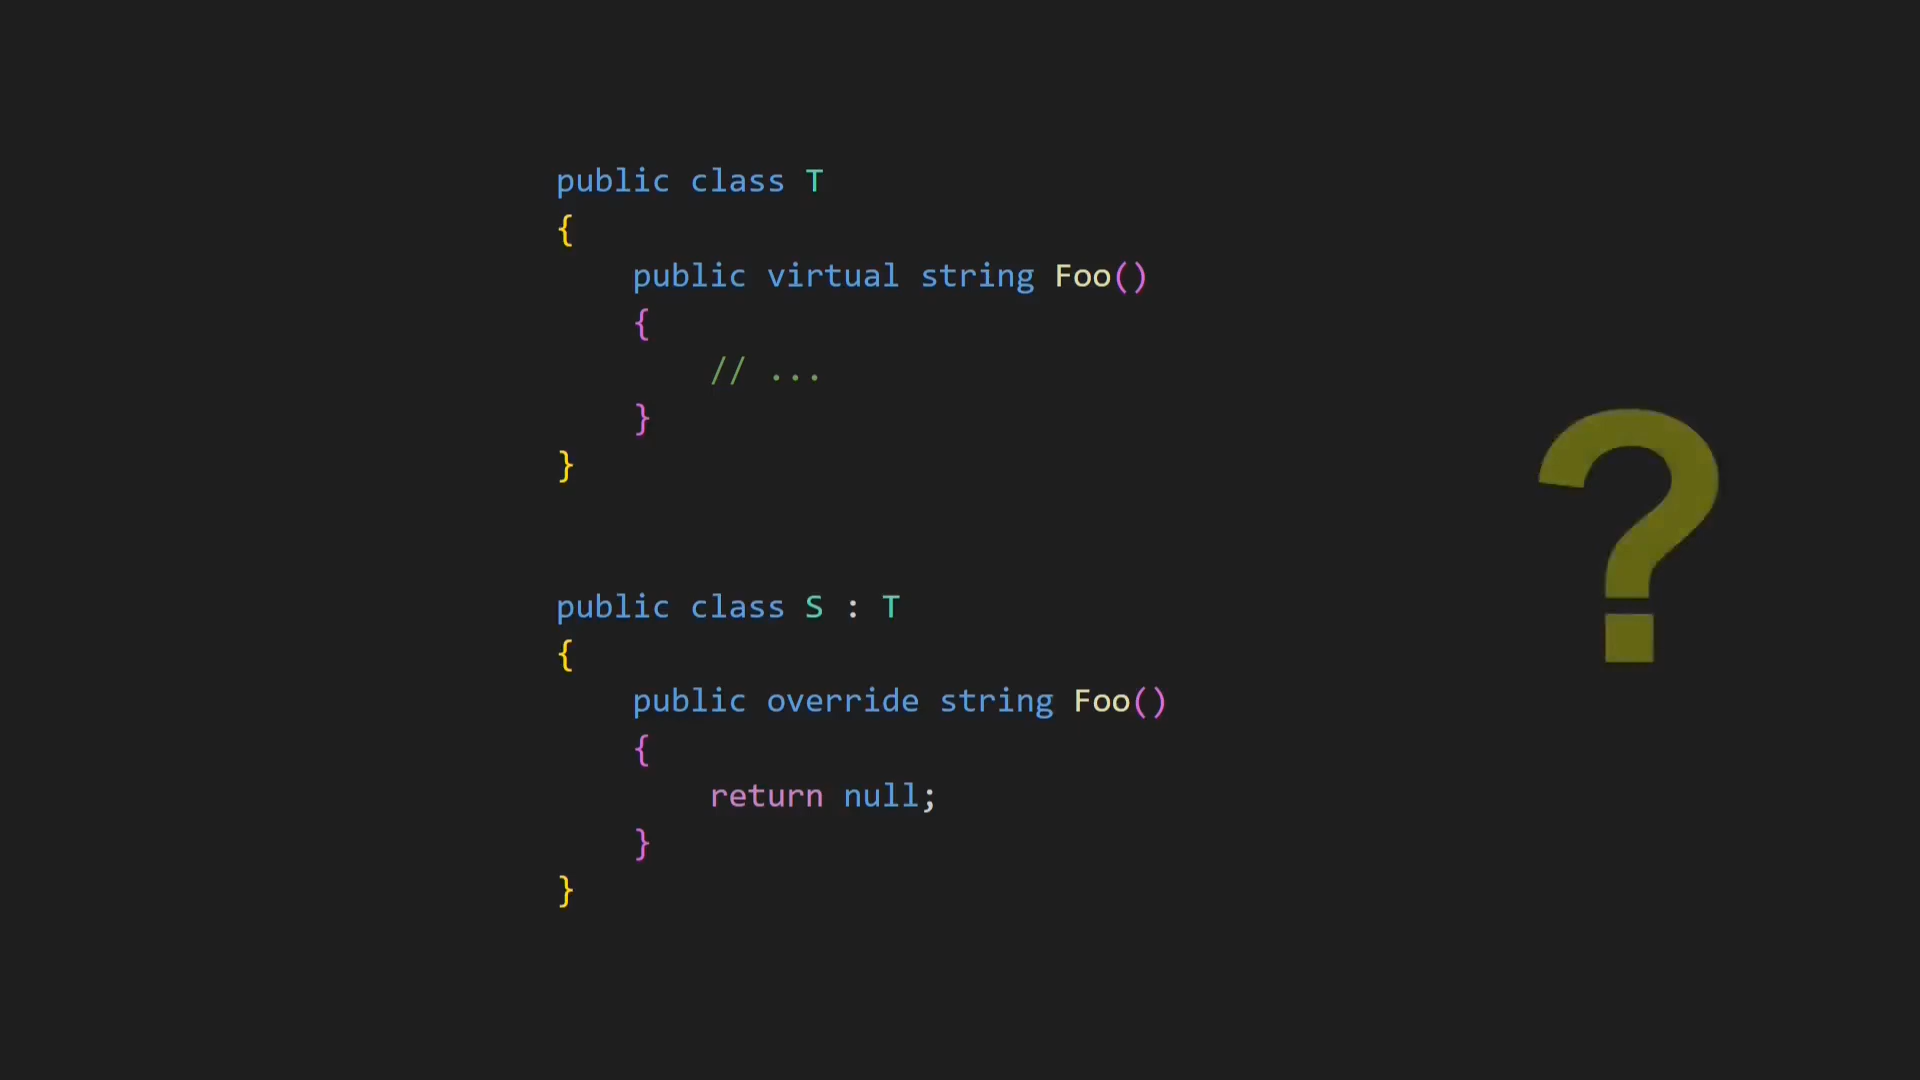 public class T
{
public virtual string Foo()
{
// ...
}
}
public class S : T
{
public override string Foo()
{
return null;
}
}
?